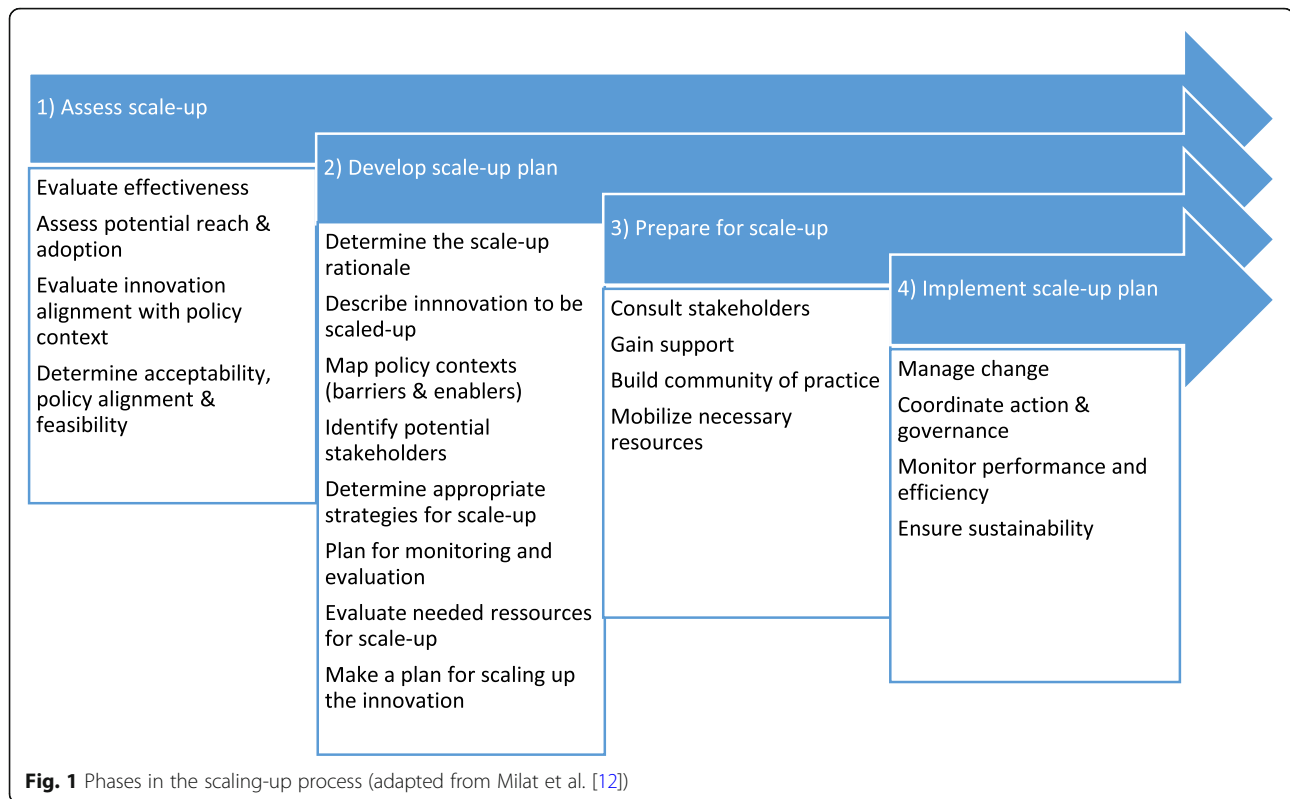 1) Assess scale-up
Evaluate effectiveness
Assess potential reach &
adoption
Evaluate innovation
alignment with policy
context
Determine acceptability,
policy alignment &
feasibility
2) Develop scale-up plan
Determine the scale-up
rationale
Describe innnovation to be
scaled-up
Map policy contexts
(barriers & enablers)
Identify potential
stakeholders
Determine appropriate
strategies for scale-up
Plan for monitoring and
evaluation
Evaluate needed ressources
for scale-up
Make a plan for scaling up
the innovation
3) Prepare for scale-up
Consult stakeholders
Gain support
Build community of practice
Mobilize necessary
resources
4) Implement scale-up plan
Manage change
Coordinate action &
governance
Monitor performance and
efficiency
Ensure sustainability
Fig. 1 Phases in the scaling-up process (adapted from Milat et al. [12])